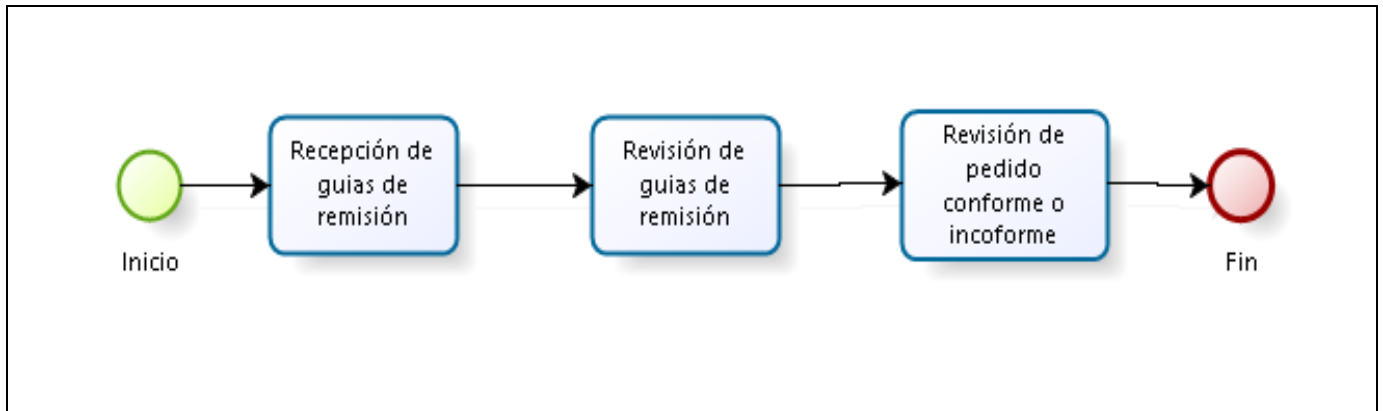 Inicio
Recepción de
guias de
remisión
Revisión de
guias de
remisión
Revisión de
pedido
conforme o
incoforme
Fin